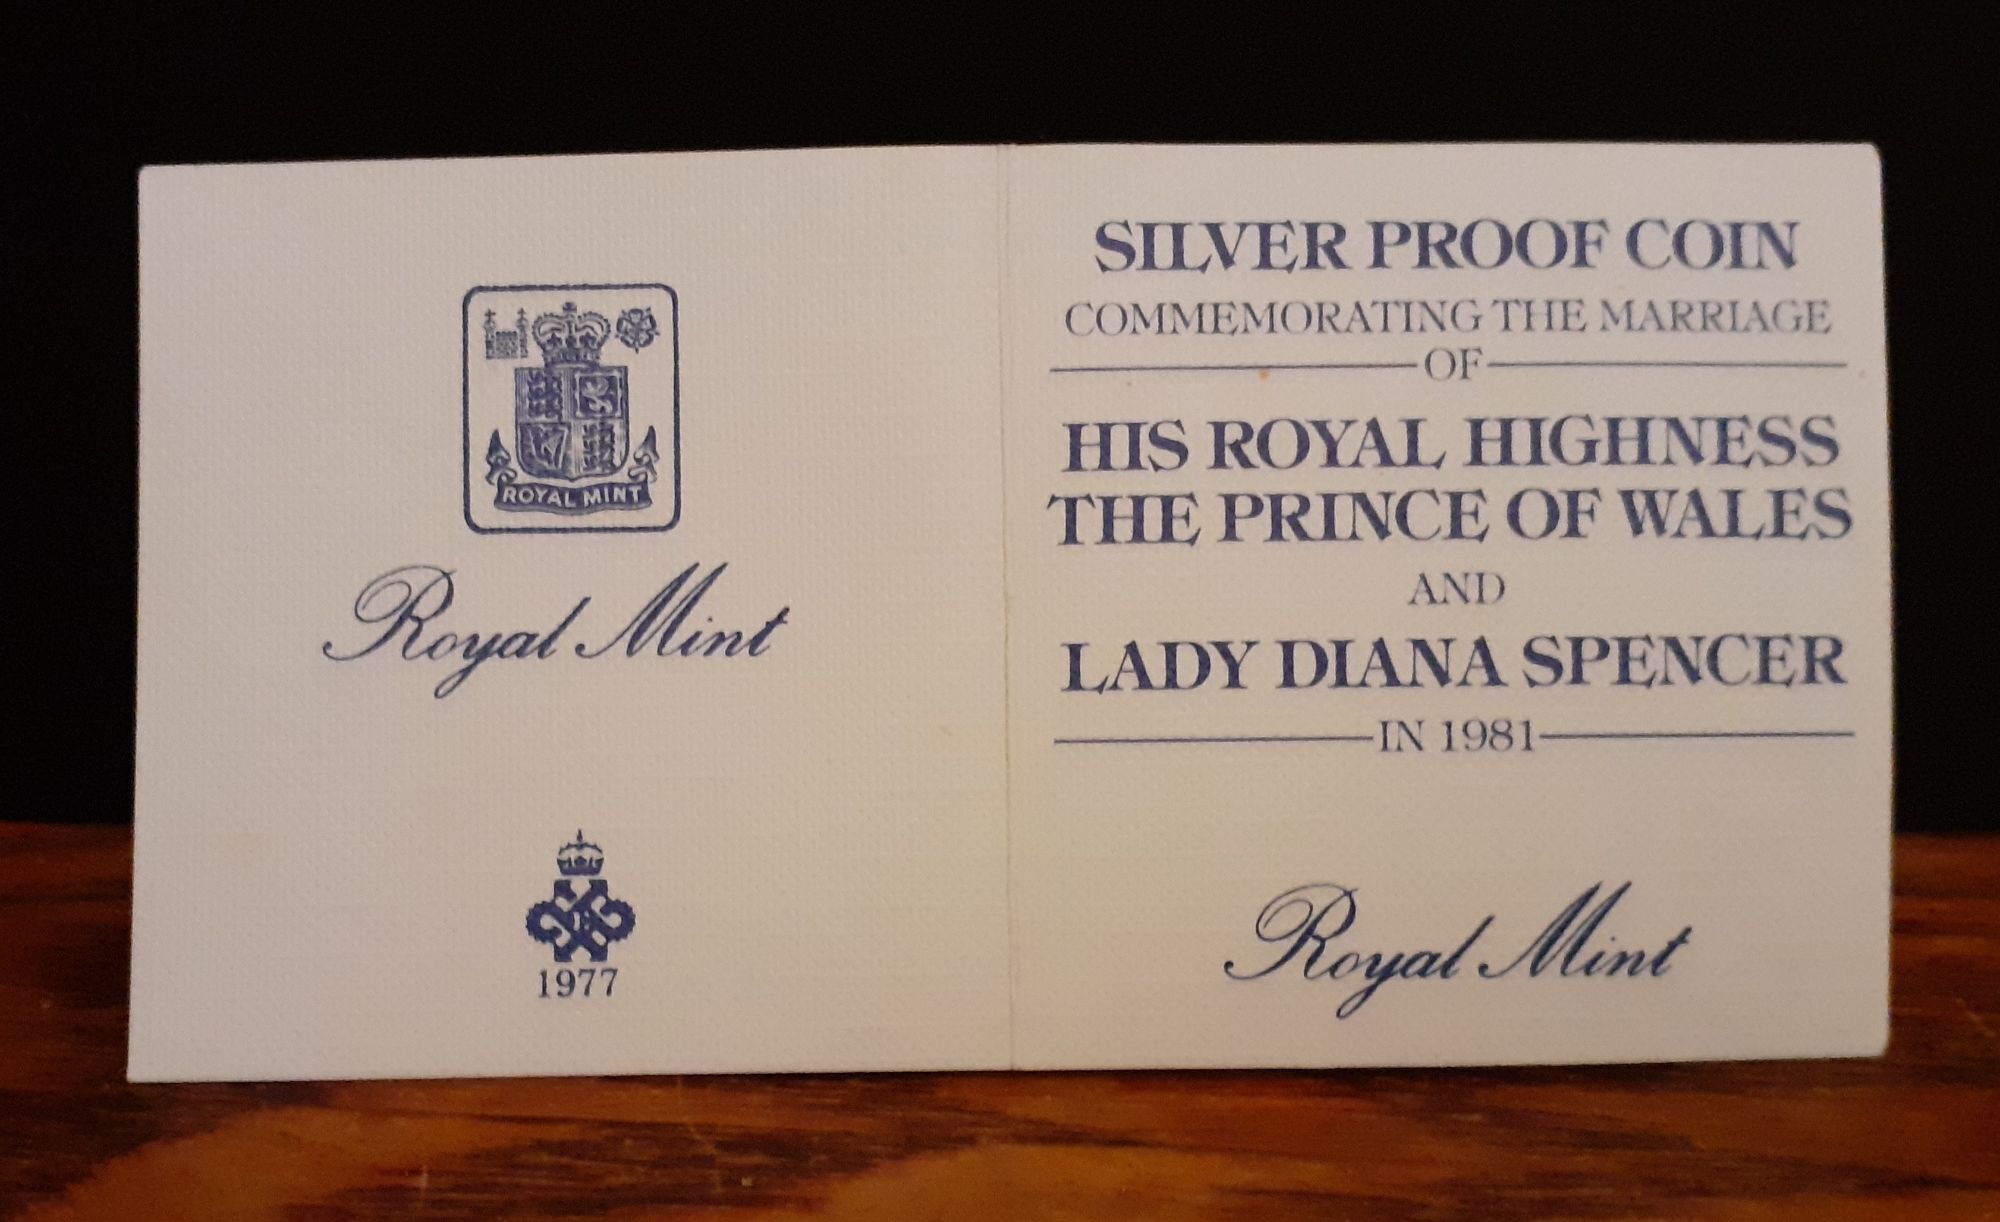 ROYAL MINT
Royal Mint
1977
SILVER PROOF COIN
COMMEMORATING THE MARRIAGE
OF
HIS ROYAL HIGHNESS
THE PRINCE OF WALES
AND
LADY DIANA SPENCER
IN 1981
Royal Mint